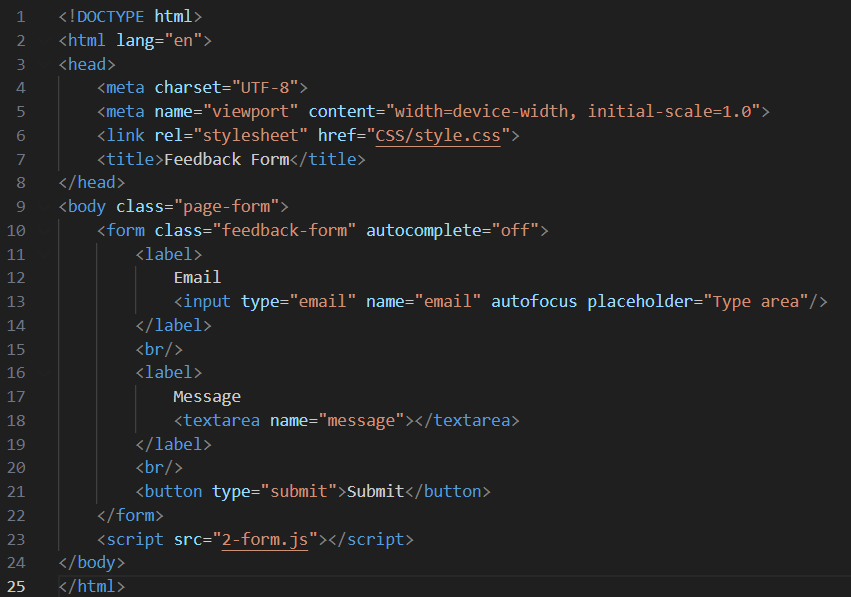 1 <!DOCTYPE html>
2 <html lang="en">
3 <head>
4     <meta charset="UTF-8">
5     <meta name="viewport" content="width=device-width, initial-scale=1.0">
6     <link rel="stylesheet" href="CSS/style.css">
7     <title>Feedback Form</title>
8 </head>
9 <body class="page-form">
10     <form class="feedback-form" autocomplete="off">
11         <label>
12             Email
13             <input type="email" name="email" autofocus placeholder="Type area"/>
14         </label>
15         <br/>
16         <label>
17             Message
18             <textarea name="message"></textarea>
19         </label>
20         <br/>
21         <button type="submit">Submit</button>
22     </form>
23     <script src="2-form.js"></script>
24 </body>
25 </html>